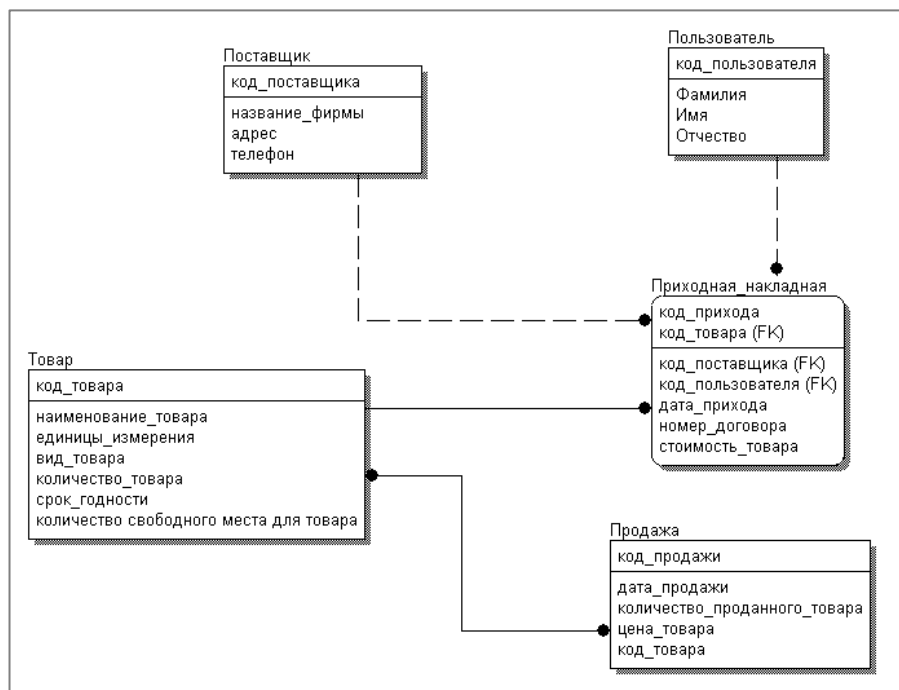 Поставщик
код_поставщика
название_фирмы
адрес
телефон
Пользователь
код_пользователя
Фамилия
Имя
Отчество
Приходная_накладная
код_прихода
код_товара (FK)
код_поставщика (FK)
код_пользователя (FK)
дата_прихода
номер_договора
стоимость_товара
Товар
код_товара
наименование_товара
единицы_измерения
вид_товара
количество_товара
срок_годности
количество свободного места для товара
Продажа
код_продажи
дата_продажи
количество_проданного_товара
цена_товара
код_товара